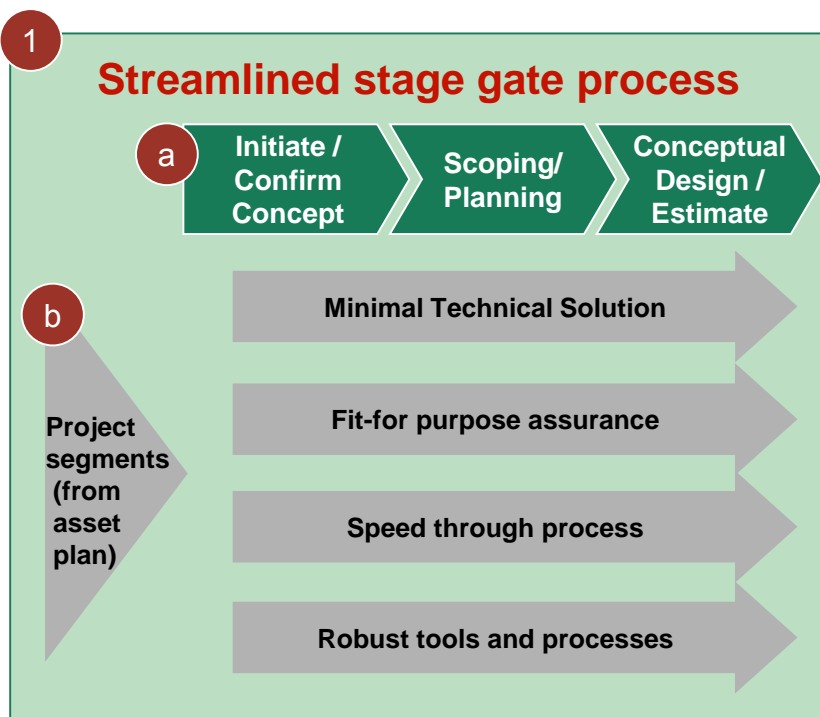 1
Streamlined stage gate process
a
Initiate /
Confirm
Concept
Scoping/
Planning
Conceptual
Design /
Estimate
b
Project
segments
(from
asset
plan)
Minimal Technical Solution
Fit-for purpose assurance
Speed through process
Robust tools and processes